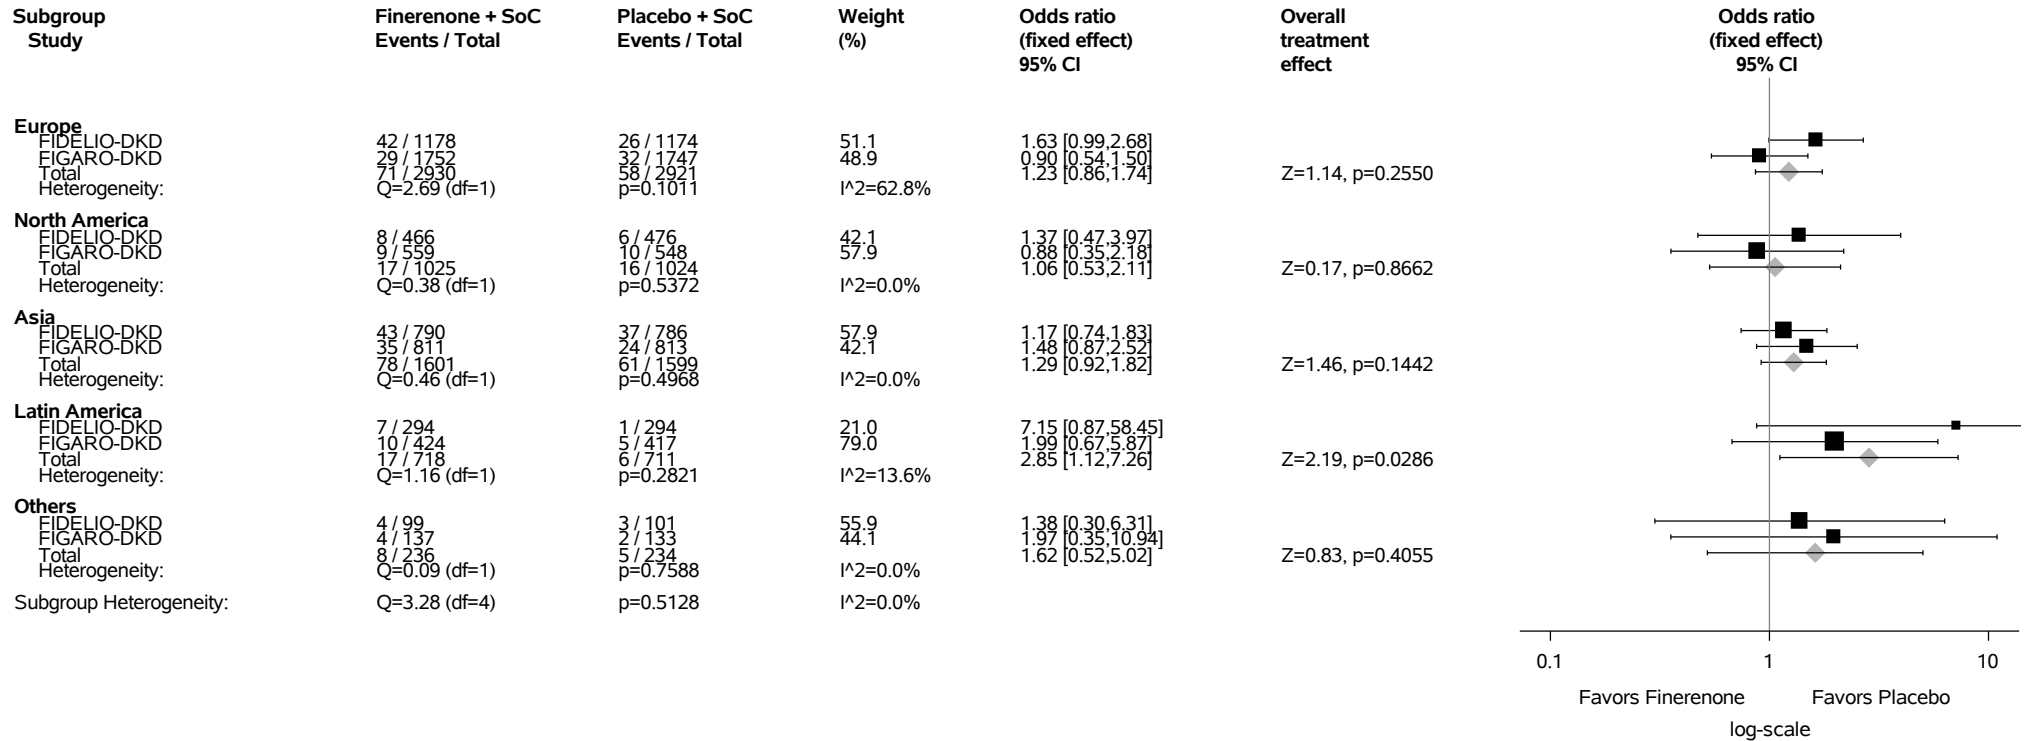 Subgroup Finerenone + SoC Placebo + SoC Weight Odds ratio Overall Odds ratio
Study Events / Total Events / Total (%) (fixed effect) treatment (fixed effect)
95% CI effect 95% CI
Europe
FIDELIO-DKD 42 / 1178 26 / 1174 51.1 1.63 [0.99,2.68]
FIGARO-DKD 29 / 1752 32 / 1747 48.9 0.90 [0.54,1.50]
Total 71 / 2930 58 / 2921 1.23 [0.86,1.74] Z=1.14, p=0.2550
Heterogeneity: Q=2.69 (df=1) p=0.1011 I^2=62.8%
North America
FIDELIO-DKD 8 / 466 6 / 476 42.1 1.37 [0.47,3.97]
FIGARO-DKD 9 / 559 10 / 548 57.9 0.88 [0.35,2.18]
Total 17 / 1025 16 / 1024 1.06 [0.53,2.11] Z=0.17, p=0.8662
Heterogeneity: Q=0.38 (df=1) p=0.5372 I^2=0.0%
Asia
FIDELIO-DKD 43 / 790 37 / 786 57.9 1.17 [0.74,1.83]
FIGARO-DKD 35 / 811 24 / 813 42.1 1.48 [0.87,2.52]
Total 78 / 1601 61 / 1599 1.29 [0.92,1.82] Z=1.46, p=0.1442
Heterogeneity: Q=0.46 (df=1) p=0.4968 I^2=0.0%
Latin America
FIDELIO-DKD 7 / 294 1 / 294 21.0 7.15 [0.87,58.45]
FIGARO-DKD 10 / 424 5 / 417 79.0 1.99 [0.67,5.87]
Total 17 / 718 6 / 711 2.85 [1.12,7.26] Z=2.19, p=0.0286
Heterogeneity: Q=1.16 (df=1) p=0.2821 I^2=13.6%
Others
FIDELIO-DKD 4 / 99 3 / 101 55.9 1.38 [0.30,6.31]
FIGARO-DKD 4 / 137 2 / 133 44.1 1.97 [0.35,10.94]
Total 8 / 236 5 / 234 1.62 [0.52,5.02] Z=0.83, p=0.4055
Heterogeneity: Q=0.09 (df=1) p=0.7588 I^2=0.0%
Subgroup Heterogeneity: Q=3.28 (df=4) p=0.5128 I^2=0.0%
0.1 1 10
Favors Finerenone Favors Placebo
log-scale